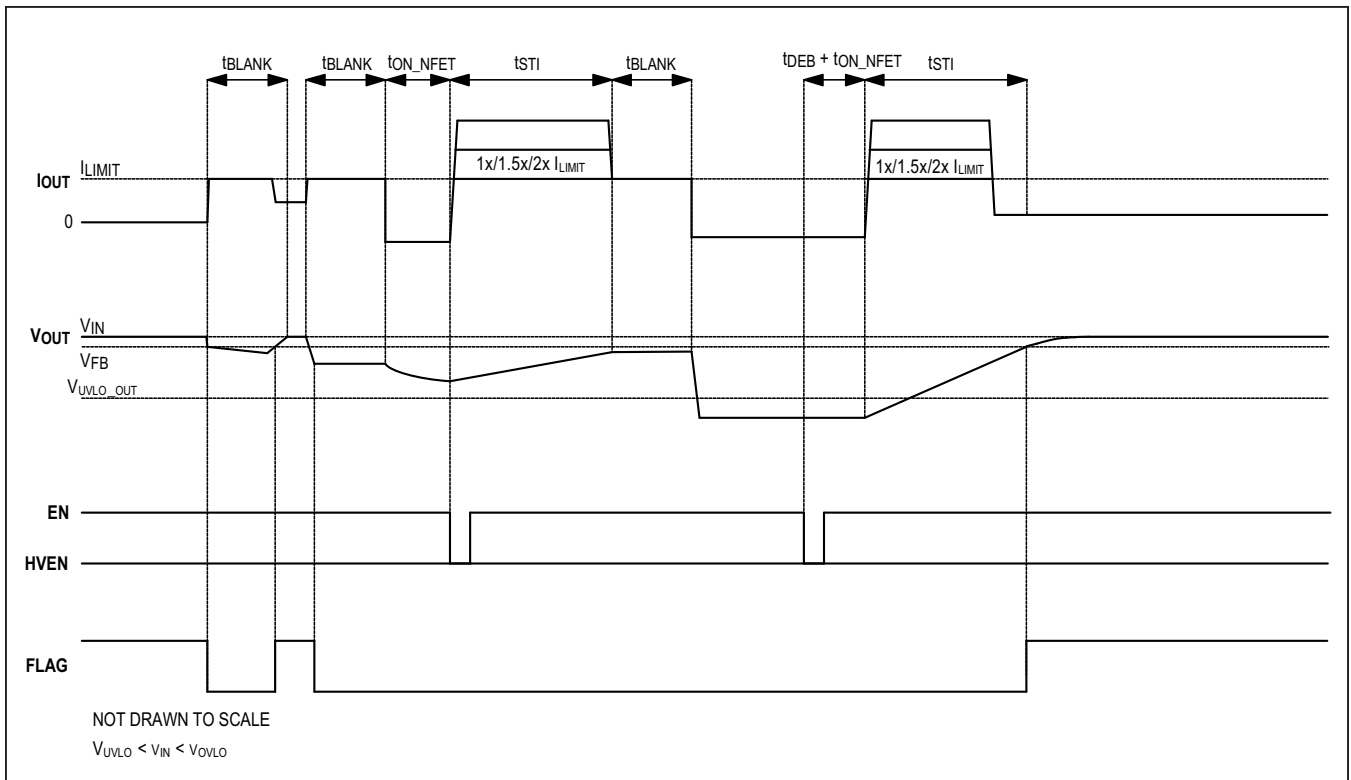 tBLANK tBLANK tON_NFET tSTI tBLANK tDEB + tON_NFET tSTI
ILIMIT
IOUT
1x/1.5x/2x ILIMIT 1x/1.5x/2x ILIMIT
0
VIN
VOUT
VFB
VUVLO_OUT
EN
HVEN
FLAG
NOT DRAWN TO SCALE
VUVLO < VIN < VOVLO